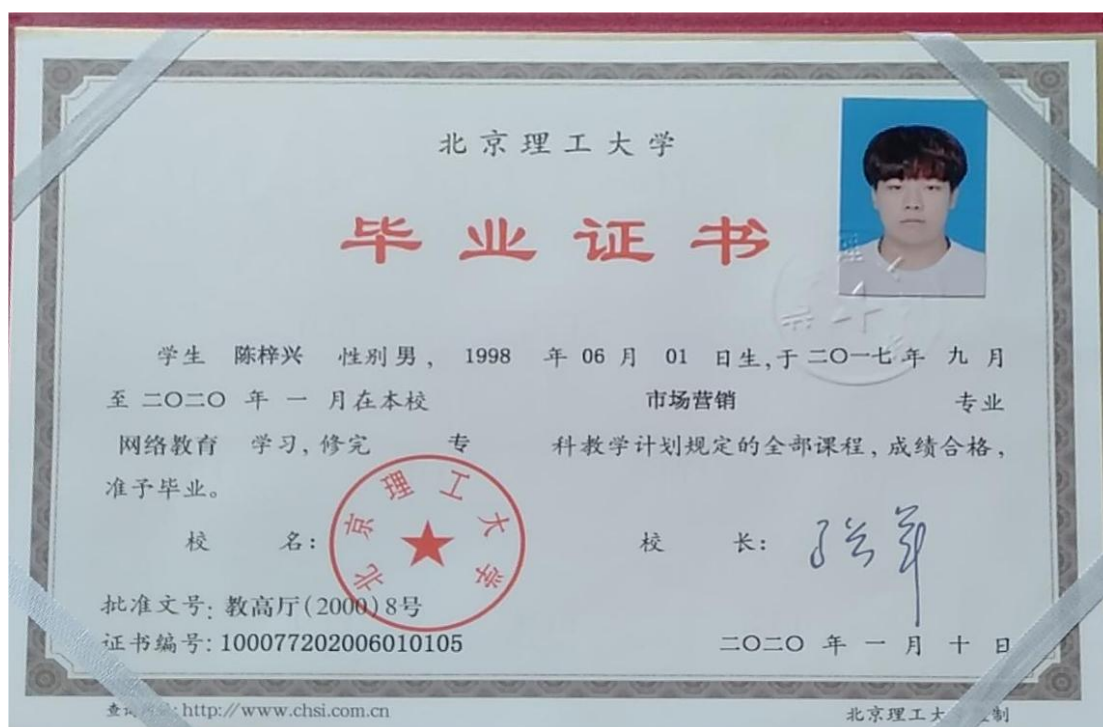 北京理工大学
毕业证书
学生 陈梓兴 性别 男, 1998 年 06 月 01 日生,于二〇一七年 九 月
至 二〇二〇 年 一 月在本校 市场营销 专业
网络教育 学习,修完 专 科教学计划规定的全部课程,成绩合格,
准予毕业。
校 名: 北京理工大学 校 长:
批准文号: 教高厅(2000)8号
证书编号: 100077202006010105 二〇二〇 年 一 月 十 日
http://www.chsi.com.cn 北京理工大 制